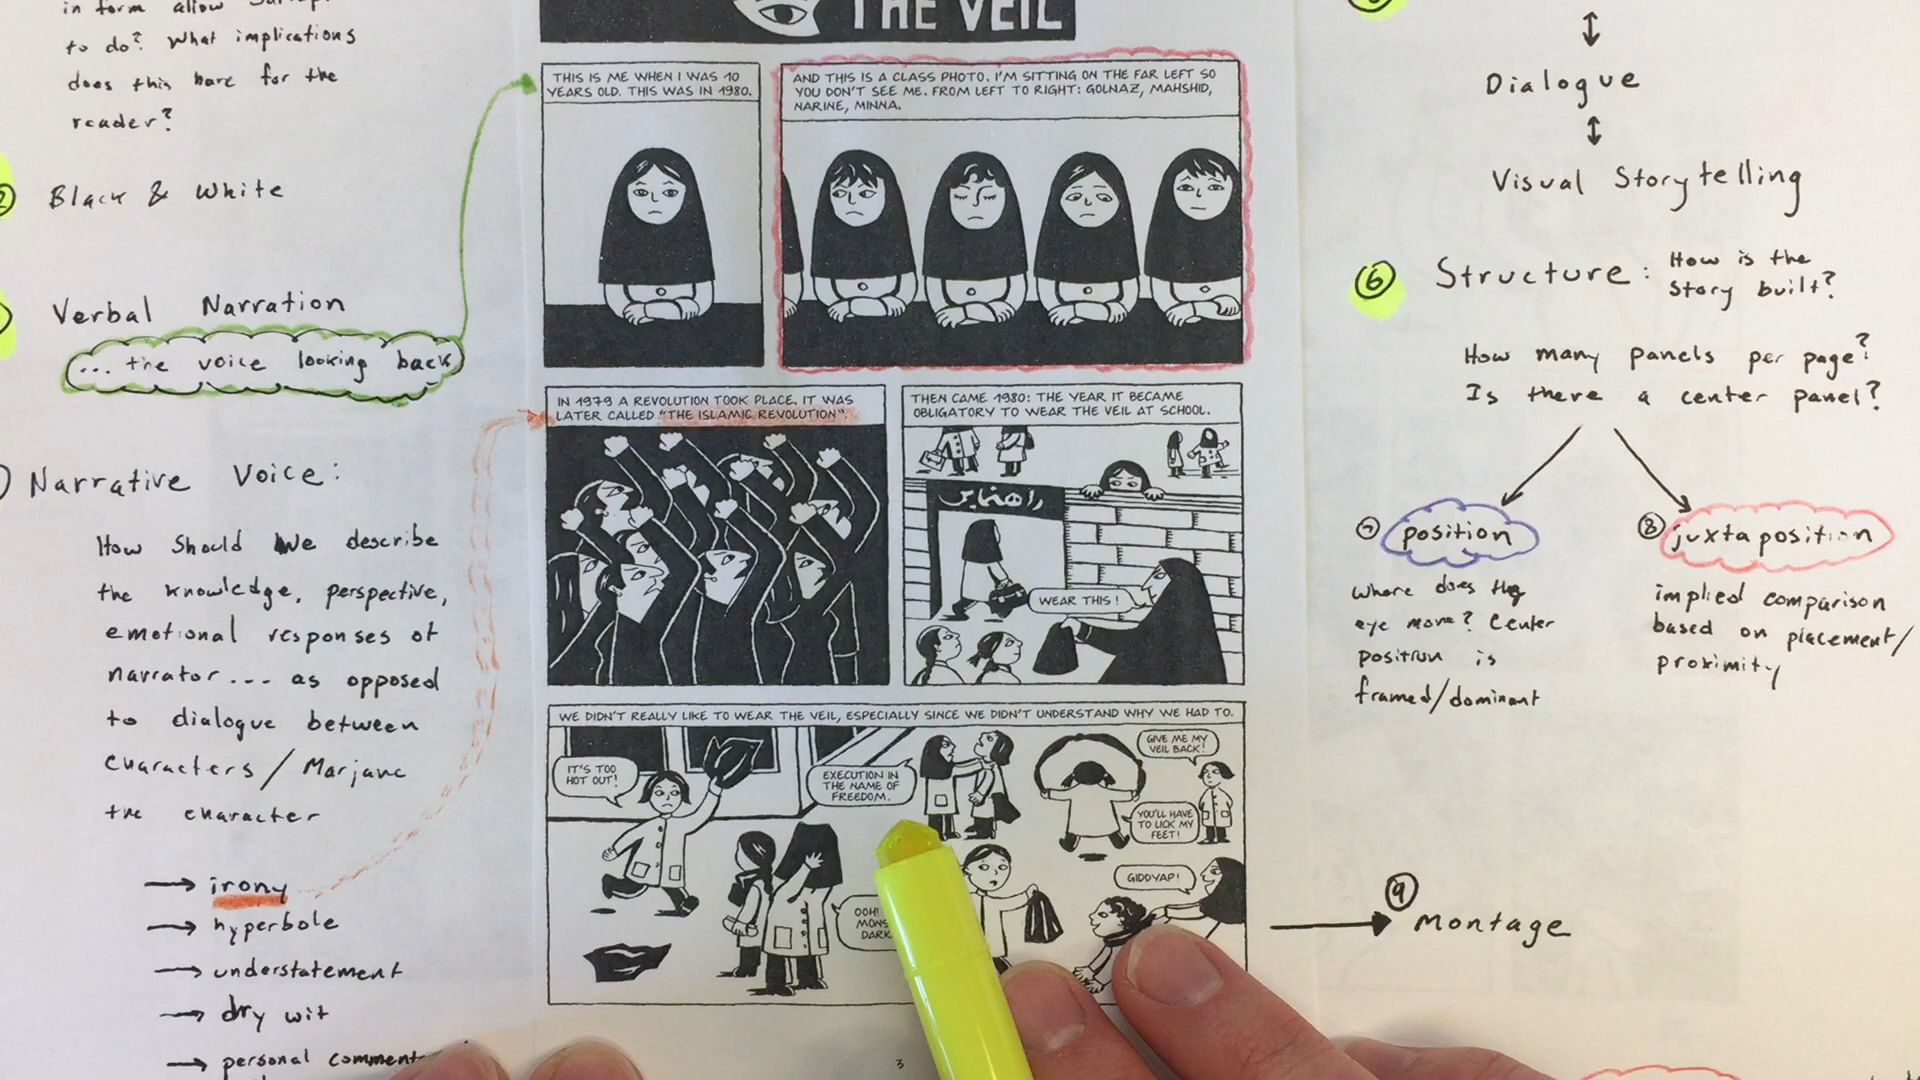 in form allow
to do? What implications
does this have for the
reader?
Black & White
Verbal Narration
... the voice looking back
Narrative Voice:
How Should We describe
the knowledge, perspective,
emotional responses of
narrator... as opposed
to dialogue between
characters / Marjane
the character
→ irony
→ hyperbole
→ understatement
→ dry wit
→ personal
THE VEIL
THIS IS ME WHEN I WAS 10
YEARS OLD. THIS WAS IN 1980.
AND THIS IS A CLASS PHOTO. I'M SITTING ON THE FAR LEFT SO
YOU DON'T SEE ME. FROM LEFT TO RIGHT: GOLNAZ, MAHSHID,
NARINE, MINNA.
IN 1979 A REVOLUTION TOOK PLACE. IT WAS
LATER CALLED "THE ISLAMIC REVOLUTION".
THEN CAME 1980: THE YEAR IT BECAME
OBLIGATORY TO WEAR THE VEIL AT SCHOOL.
WEAR THIS!
WE DIDN'T REALLY LIKE TO WEAR THE VEIL, ESPECIALLY SINCE WE DIDN'T UNDERSTAND WHY WE HAD TO.
IT'S TOO
HOT OUT!
EXECUTION IN
THE NAME OF
FREEDOM.
GIVE ME MY
VEIL BACK!
YOU'LL HAVE
TO LICK MY
FEET!
OOH!
GIDDYAP!
3
Dialogue
Visual Storytelling
6 Structure: How is the
Story built?
How many panels per page?
Is there a center panel?
7 position
where does the
eye move? Center
position is
framed/dominant
8 juxtaposition
implied comparison
based on placement/
proximity
9 Montage